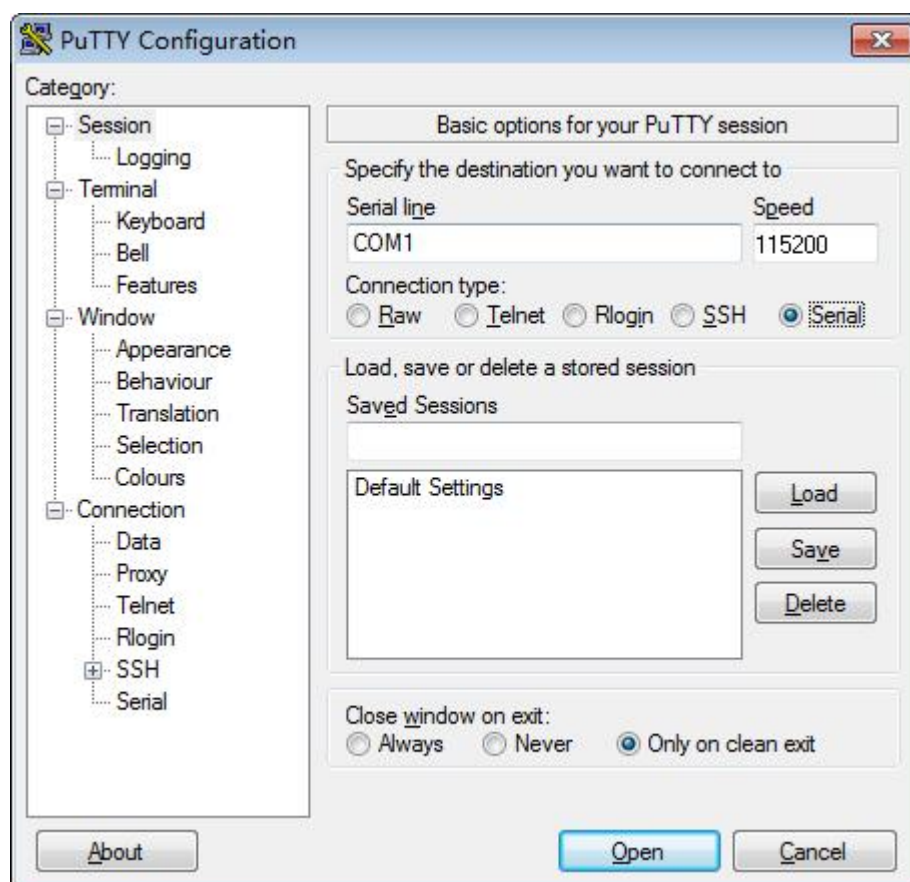 PuTTY Configuration
Category:
Session
Logging
Terminal
Keyboard
Bell
Features
Window
Appearance
Behaviour
Translation
Selection
Colours
Connection
Data
Proxy
Telnet
Rlogin
SSH
Serial
Basic options for your PuTTY session
Specify the destination you want to connect to
Serial line Speed
COM1 115200
Connection type:
Raw Telnet Rlogin SSH Serial
Load, save or delete a stored session
Saved Sessions
Default Settings
Load
Save
Delete
Close window on exit:
Always Never Only on clean exit
About Open Cancel